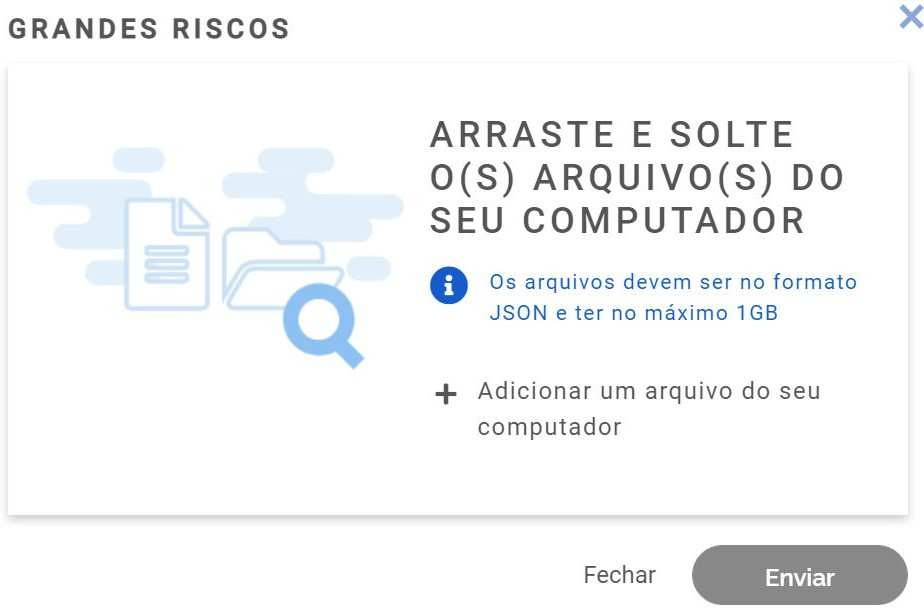 GRANDES RISCOS
ARRASTE E SOLTE
O(S) ARQUIVO(S) DO
SEU COMPUTADOR
Os arquivos devem ser no formato
JSON e ter no máximo 1GB
Adicionar um arquivo do seu
computador
Fechar
Enviar